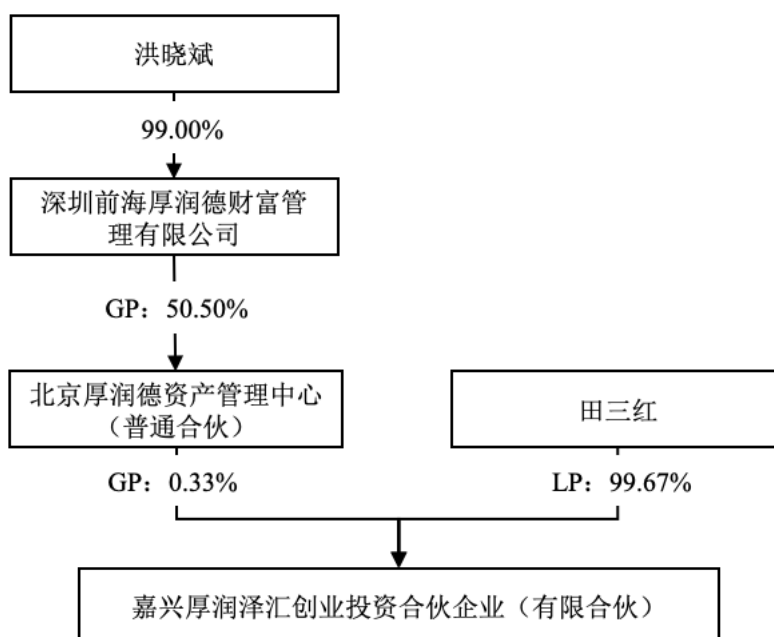 洪晓斌
99.00%
深圳前海厚润德财富管
理有限公司
GP：50.50%
北京厚润德资产管理中心
（普通合伙）
田三红
GP：0.33%
LP：99.67%
嘉兴厚润泽汇创业投资合伙企业（有限合伙）